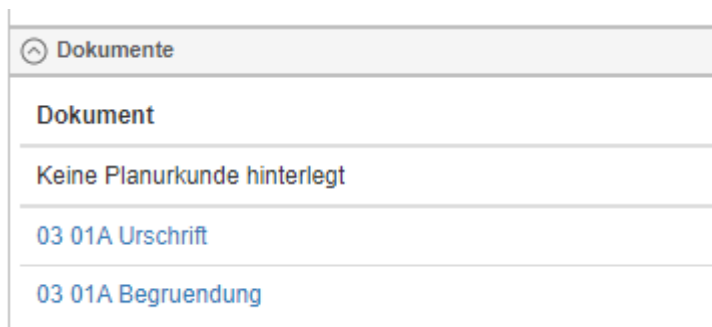 Dokumente
Dokument
Keine Planurkunde hinterlegt
03 01A Urschrift
03 01A Begruendung